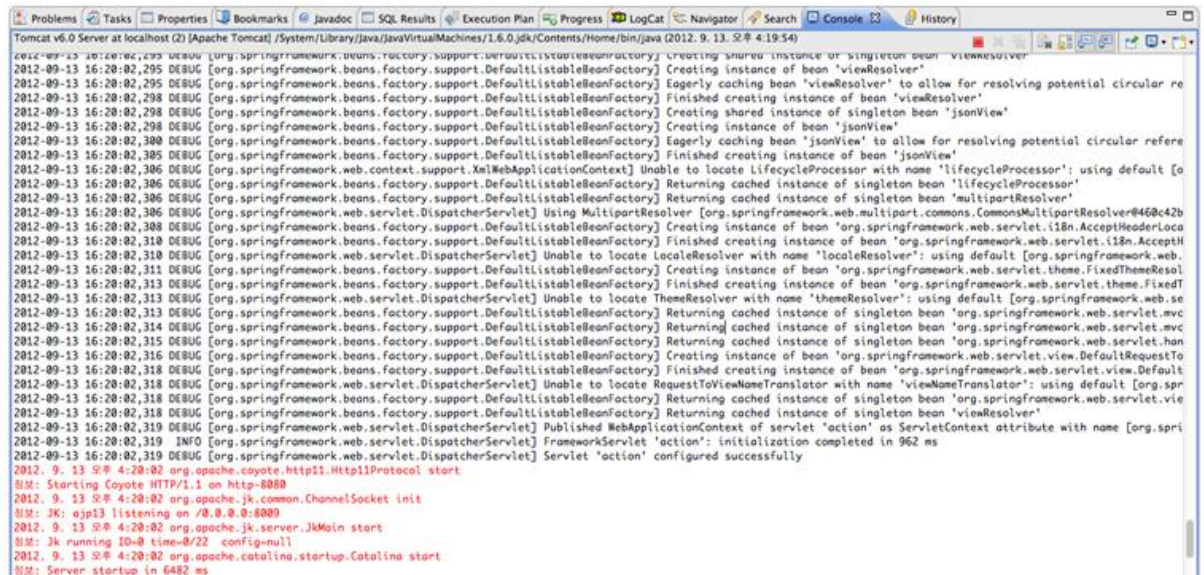 Problems Tasks Properties Bookmarks @ Javadoc SQL Results Execution Plan Progress LogCat Navigator Search Console History
Tomcat v6.0 Server at localhost (2) [Apache Tomcat] /System/Library/Java/JavaVirtualMachines/1.6.0.jdk/Contents/Home/bin/java (2012. 9. 13. 오후 4:19:54)
2012-09-13 16:20:02,295 DEBUG [org.springframework.beans.factory.support.DefaultListableBeanFactory] Creating shared instance of singleton bean 'viewResolver'
2012-09-13 16:20:02,295 DEBUG [org.springframework.beans.factory.support.DefaultListableBeanFactory] Creating instance of bean 'viewResolver'
2012-09-13 16:20:02,295 DEBUG [org.springframework.beans.factory.support.DefaultListableBeanFactory] Eagerly caching bean 'viewResolver' to allow for resolving potential circular re
2012-09-13 16:20:02,298 DEBUG [org.springframework.beans.factory.support.DefaultListableBeanFactory] Finished creating instance of bean 'viewResolver'
2012-09-13 16:20:02,298 DEBUG [org.springframework.beans.factory.support.DefaultListableBeanFactory] Creating shared instance of singleton bean 'jsonView'
2012-09-13 16:20:02,298 DEBUG [org.springframework.beans.factory.support.DefaultListableBeanFactory] Creating instance of bean 'jsonView'
2012-09-13 16:20:02,300 DEBUG [org.springframework.beans.factory.support.DefaultListableBeanFactory] Eagerly caching bean 'jsonView' to allow for resolving potential circular refere
2012-09-13 16:20:02,305 DEBUG [org.springframework.beans.factory.support.DefaultListableBeanFactory] Finished creating instance of bean 'jsonView'
2012-09-13 16:20:02,306 DEBUG [org.springframework.web.context.support.XmlWebApplicationContext] Unable to locate LifecycleProcessor with name 'lifecycleProcessor': using default [o
2012-09-13 16:20:02,306 DEBUG [org.springframework.beans.factory.support.DefaultListableBeanFactory] Returning cached instance of singleton bean 'lifecycleProcessor'
2012-09-13 16:20:02,306 DEBUG [org.springframework.beans.factory.support.DefaultListableBeanFactory] Returning cached instance of singleton bean 'multipartResolver'
2012-09-13 16:20:02,306 DEBUG [org.springframework.web.servlet.DispatcherServlet] Using MultipartResolver [org.springframework.web.multipart.commons.CommonsMultipartResolver@460c42b
2012-09-13 16:20:02,308 DEBUG [org.springframework.beans.factory.support.DefaultListableBeanFactory] Creating instance of bean 'org.springframework.web.servlet.i18n.AcceptHeaderLoca
2012-09-13 16:20:02,310 DEBUG [org.springframework.beans.factory.support.DefaultListableBeanFactory] Finished creating instance of bean 'org.springframework.web.servlet.i18n.AcceptH
2012-09-13 16:20:02,310 DEBUG [org.springframework.web.servlet.DispatcherServlet] Unable to locate LocaleResolver with name 'localeResolver': using default [org.springframework.web.
2012-09-13 16:20:02,311 DEBUG [org.springframework.beans.factory.support.DefaultListableBeanFactory] Creating instance of bean 'org.springframework.web.servlet.theme.FixedThemeResol
2012-09-13 16:20:02,313 DEBUG [org.springframework.beans.factory.support.DefaultListableBeanFactory] Finished creating instance of bean 'org.springframework.web.servlet.theme.FixedT
2012-09-13 16:20:02,313 DEBUG [org.springframework.web.servlet.DispatcherServlet] Unable to locate ThemeResolver with name 'themeResolver': using default [org.springframework.web.se
2012-09-13 16:20:02,313 DEBUG [org.springframework.beans.factory.support.DefaultListableBeanFactory] Returning cached instance of singleton bean 'org.springframework.web.servlet.mvc
2012-09-13 16:20:02,314 DEBUG [org.springframework.beans.factory.support.DefaultListableBeanFactory] Returning cached instance of singleton bean 'org.springframework.web.servlet.mvc
2012-09-13 16:20:02,315 DEBUG [org.springframework.beans.factory.support.DefaultListableBeanFactory] Returning cached instance of singleton bean 'org.springframework.web.servlet.han
2012-09-13 16:20:02,316 DEBUG [org.springframework.beans.factory.support.DefaultListableBeanFactory] Creating instance of bean 'org.springframework.web.servlet.view.DefaultRequestTo
2012-09-13 16:20:02,318 DEBUG [org.springframework.beans.factory.support.DefaultListableBeanFactory] Finished creating instance of bean 'org.springframework.web.servlet.view.Default
2012-09-13 16:20:02,318 DEBUG [org.springframework.web.servlet.DispatcherServlet] Unable to locate RequestToViewNameTranslator with name 'viewNameTranslator': using default [org.spr
2012-09-13 16:20:02,318 DEBUG [org.springframework.beans.factory.support.DefaultListableBeanFactory] Returning cached instance of singleton bean 'org.springframework.web.servlet.vie
2012-09-13 16:20:02,318 DEBUG [org.springframework.beans.factory.support.DefaultListableBeanFactory] Returning cached instance of singleton bean 'viewResolver'
2012-09-13 16:20:02,319 DEBUG [org.springframework.web.servlet.DispatcherServlet] Published WebApplicationContext of servlet 'action' as ServletContext attribute with name [org.spri
2012-09-13 16:20:02,319 INFO [org.springframework.web.servlet.DispatcherServlet] FrameworkServlet 'action': initialization completed in 962 ms
2012-09-13 16:20:02,319 DEBUG [org.springframework.web.servlet.DispatcherServlet] Servlet 'action' configured successfully
2012. 9. 13 오후 4:20:02 org.apache.coyote.http11.Http11Protocol start
정보: Starting Coyote HTTP/1.1 on http-8080
2012. 9. 13 오후 4:20:02 org.apache.jk.common.ChannelSocket init
정보: JK: ajp13 listening on /0.0.0.0:8009
2012. 9. 13 오후 4:20:02 org.apache.jk.server.JkMain start
정보: Jk running ID=0 time=0/22 config=null
2012. 9. 13 오후 4:20:02 org.apache.catalina.startup.Catalina start
정보: Server startup in 6482 ms